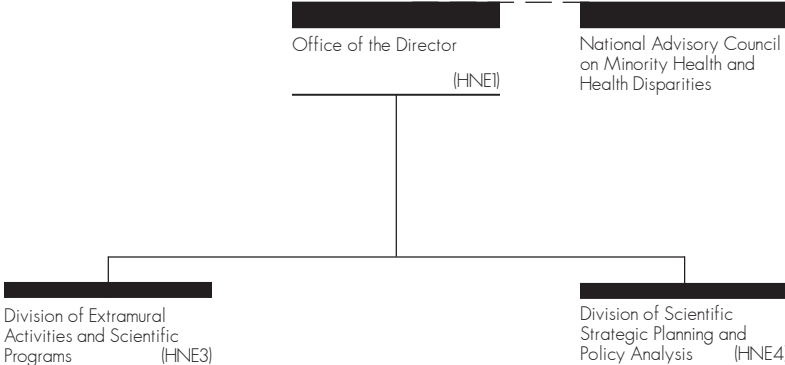 Office of the Director
(HNE1)
National Advisory Council
on Minority Health and
Health Disparities
Division of Extramural
Activities and Scientific
Programs (HNE3)
Division of Scientific
Strategic Planning and
Policy Analysis (HNE4)